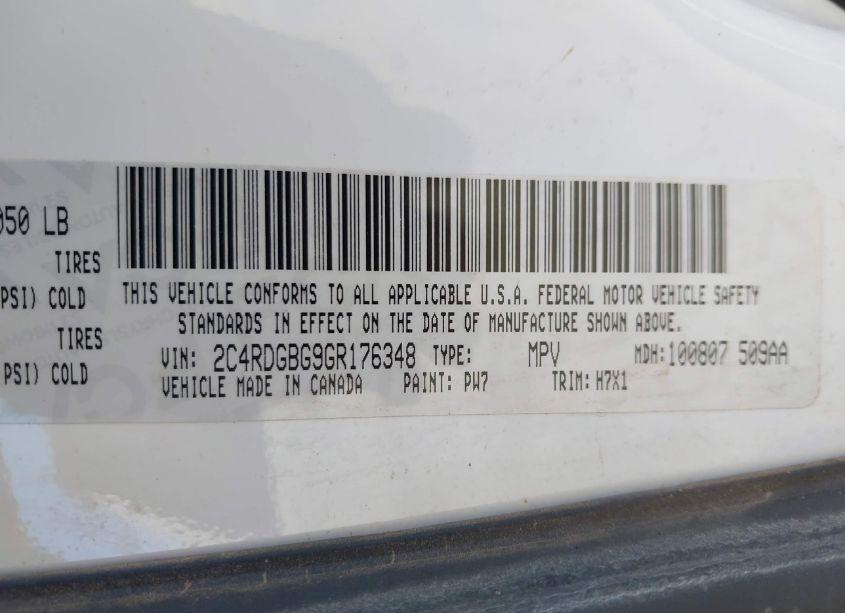 050 LB
TIRES
PSI) COLD
TIRES
PSI) COLD
THIS VEHICLE CONFORMS TO ALL APPLICABLE U.S.A. FEDERAL MOTOR VEHICLE SAFETY
STANDARDS IN EFFECT ON THE DATE OF MANUFACTURE SHOWN ABOVE.
VIN: 2C4RDGBG9GR176348 TYPE: MPV MDH:100807 509AA
VEHICLE MADE IN CANADA PAINT: PW7 TRIM: H7X1